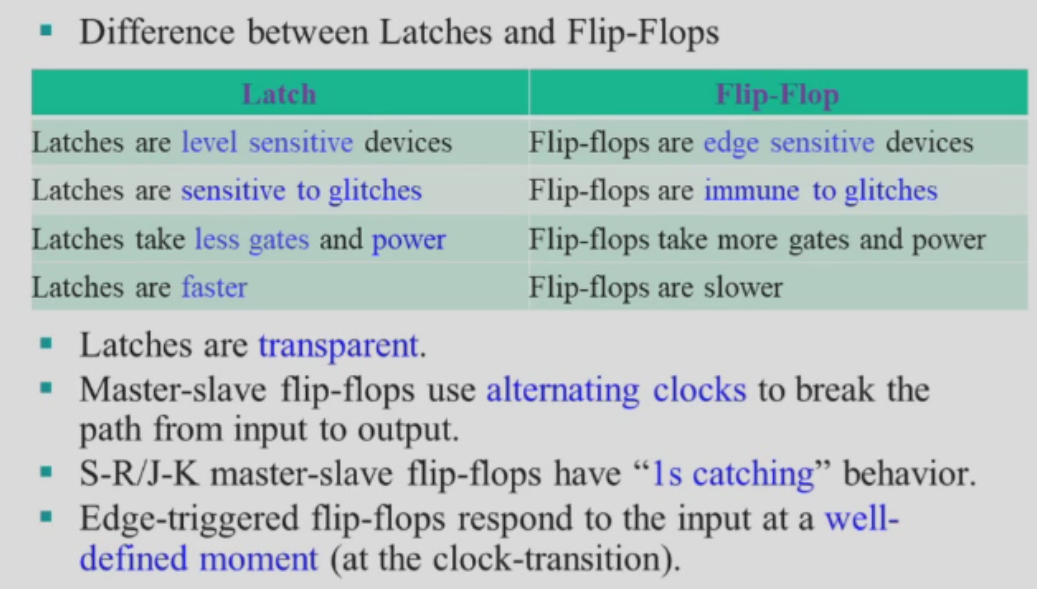 Difference between Latches and Flip-Flops
Latch Flip-Flop
Latches are level sensitive devices Flip-flops are edge sensitive devices
Latches are sensitive to glitches Flip-flops are immune to glitches
Latches take less gates and power Flip-flops take more gates and power
Latches are faster Flip-flops are slower
Latches are transparent.
Master-slave flip-flops use alternating clocks to break the
path from input to output.
S-R/J-K master-slave flip-flops have “1s catching” behavior.
Edge-triggered flip-flops respond to the input at a well-
defined moment (at the clock-transition).